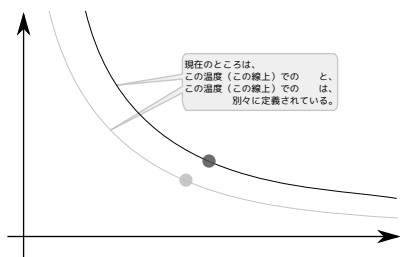 現在のところは、
この温度（この線上）での　　と、
この温度（この線上）での　　は、
別々に定義されている。